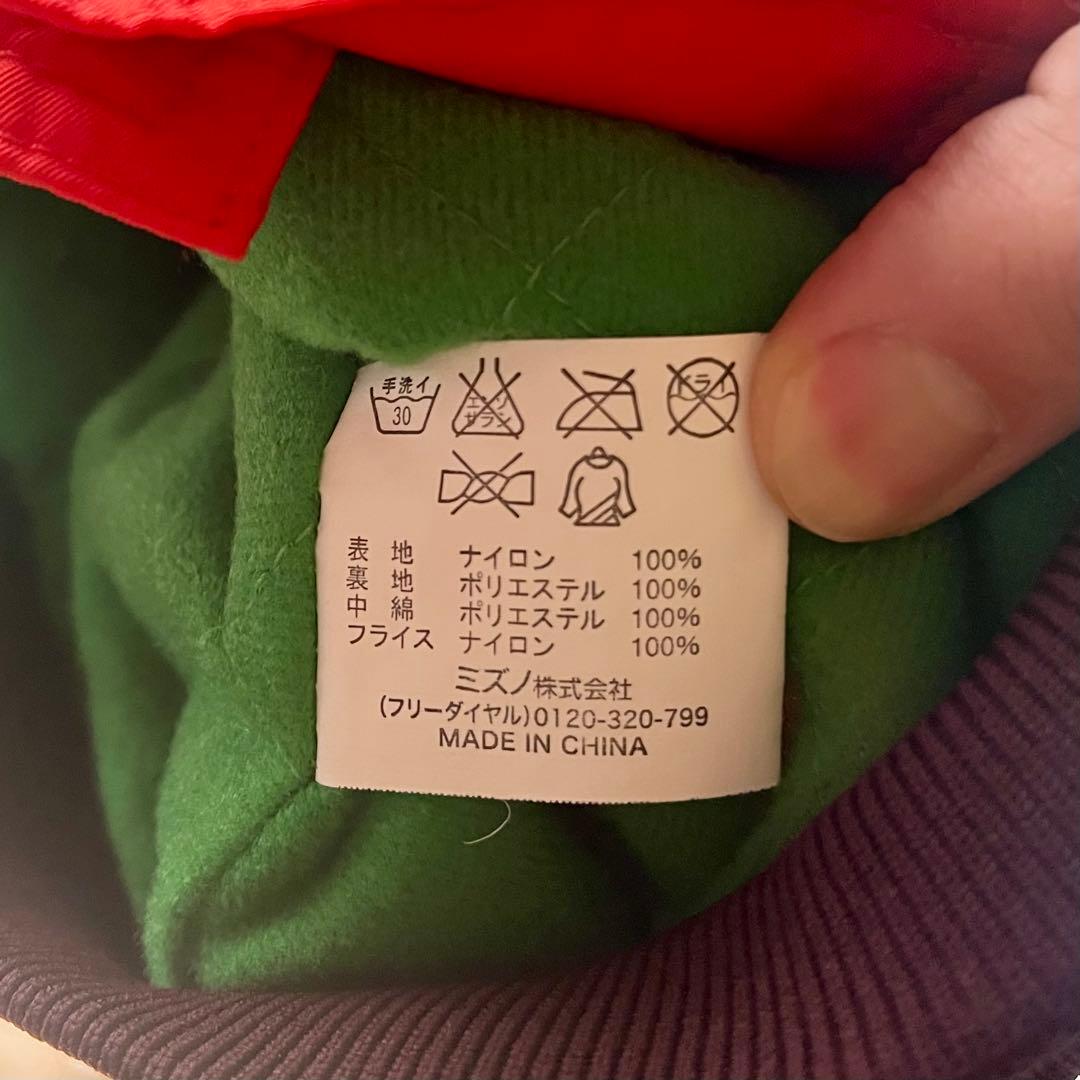 手洗イ 30 エンソサラシ ドライ
表地 ナイロン 100%
裏地 ポリエステル 100%
中綿 ポリエステル 100%
フライス ナイロン 100%
ミズノ株式会社
(フリーダイヤル)0120-320-799
MADE IN CHINA